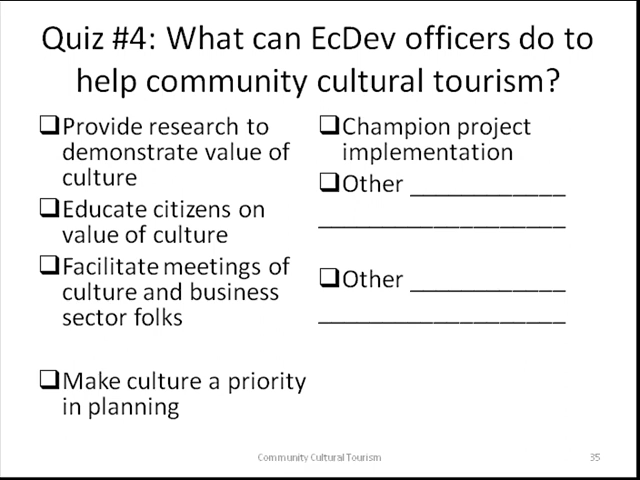 Quiz #4: What can EcDev officers do to
help community cultural tourism?
❑Provide research to
demonstrate value of
culture
❑Educate citizens on
value of culture
❑Facilitate meetings of
culture and business
sector folks
❑Make culture a priority
in planning
❑Champion project
implementation
❑Other ____________
___________________
❑Other ____________
___________________
Community Cultural Tourism
35